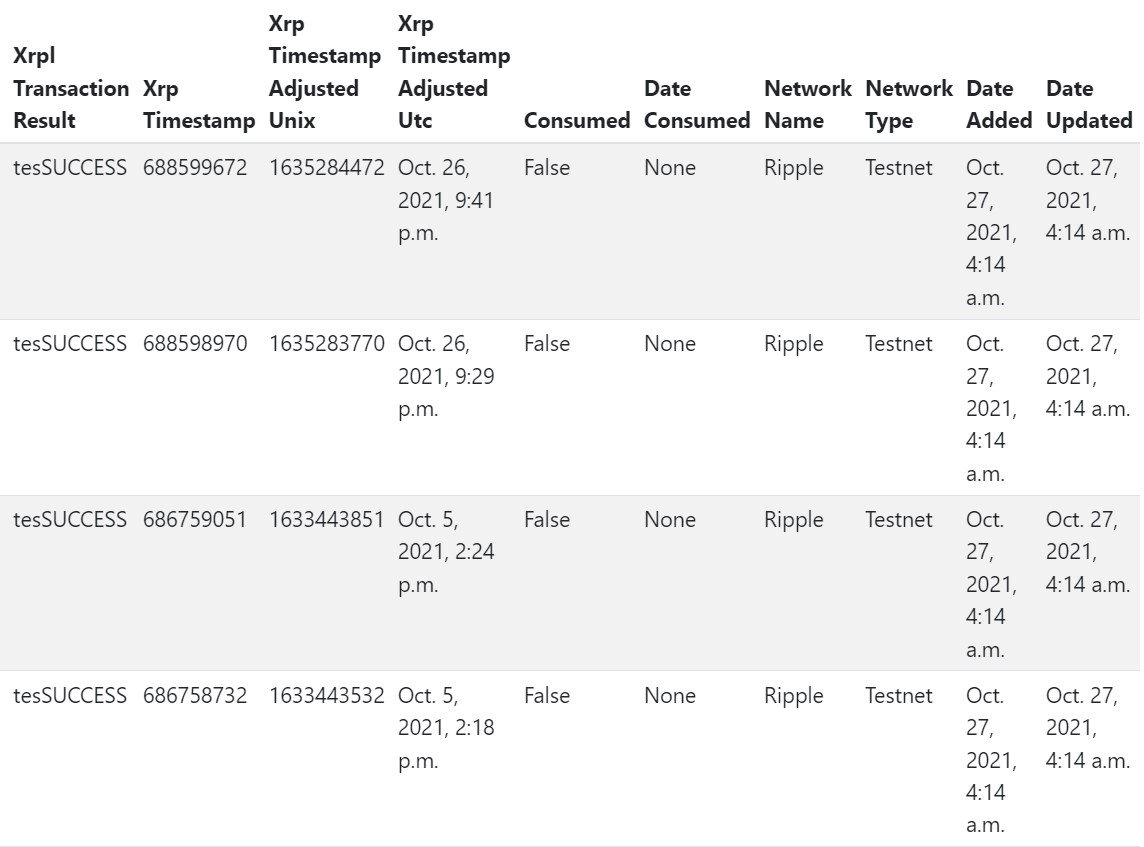 Xrpl Transaction Result Xrp Timestamp Xrp Timestamp Adjusted Unix Xrp Timestamp Adjusted Utc Consumed Date Consumed Network Name Network Type Date Added Date Updated
tesSUCCESS 688599672 1635284472 Oct. 26, 2021, 9:41 p.m. False None Ripple Testnet Oct. 27, 2021, 4:14 a.m. Oct. 27, 2021, 4:14 a.m.
tesSUCCESS 688598970 1635283770 Oct. 26, 2021, 9:29 p.m. False None Ripple Testnet Oct. 27, 2021, 4:14 a.m. Oct. 27, 2021, 4:14 a.m.
tesSUCCESS 686759051 1633443851 Oct. 5, 2021, 2:24 p.m. False None Ripple Testnet Oct. 27, 2021, 4:14 a.m. Oct. 27, 2021, 4:14 a.m.
tesSUCCESS 686758732 1633443532 Oct. 5, 2021, 2:18 p.m. False None Ripple Testnet Oct. 27, 2021, 4:14 a.m. Oct. 27, 2021, 4:14 a.m.